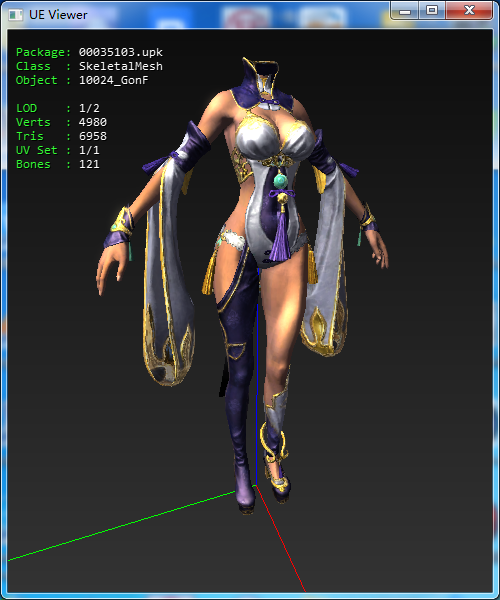 UE Viewer
Package: 00035103.upk
Class : SkeletalMesh
Object : 10024_GonF
LOD : 1/2
Verts : 4980
Tris : 6958
UV Set : 1/1
Bones : 121